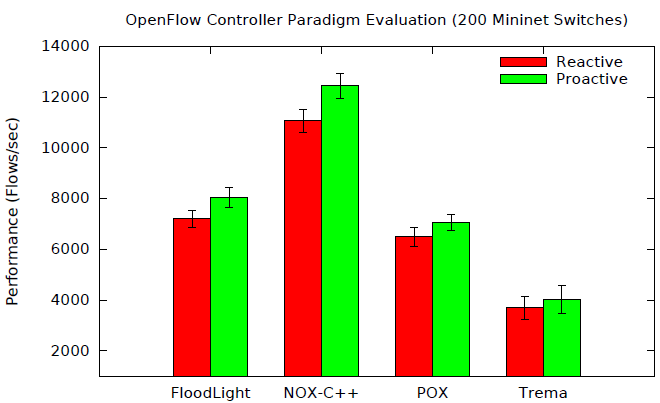 OpenFlow Controller Paradigm Evaluation (200 Mininet Switches)
14000
12000
10000
8000
6000
4000
2000
Performance (Flows/sec)
Reactive
Proactive
FloodLight NOX-C++ POX Trema